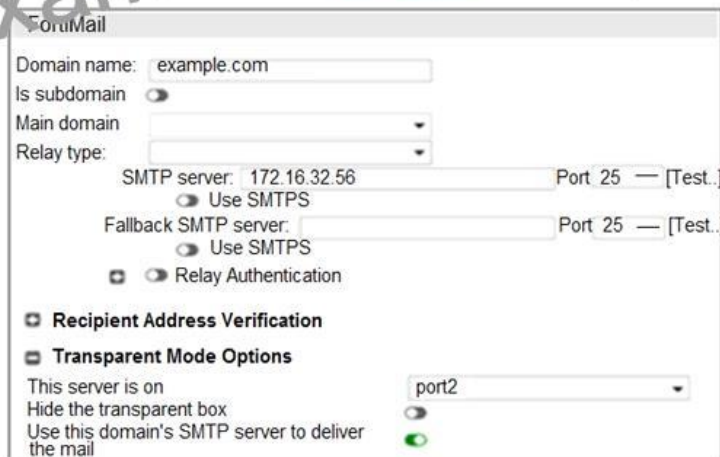 FortiMail
Domain name: example.com
Is subdomain
Main domain
Relay type:
SMTP server: 172.16.32.56 Port 25 [Test..]
Use SMTPS
Fallback SMTP server: Port 25 [Test..
Use SMTPS
Relay Authentication
Recipient Address Verification
Transparent Mode Options
This server is on port2
Hide the transparent box
Use this domain's SMTP server to deliver
the mail